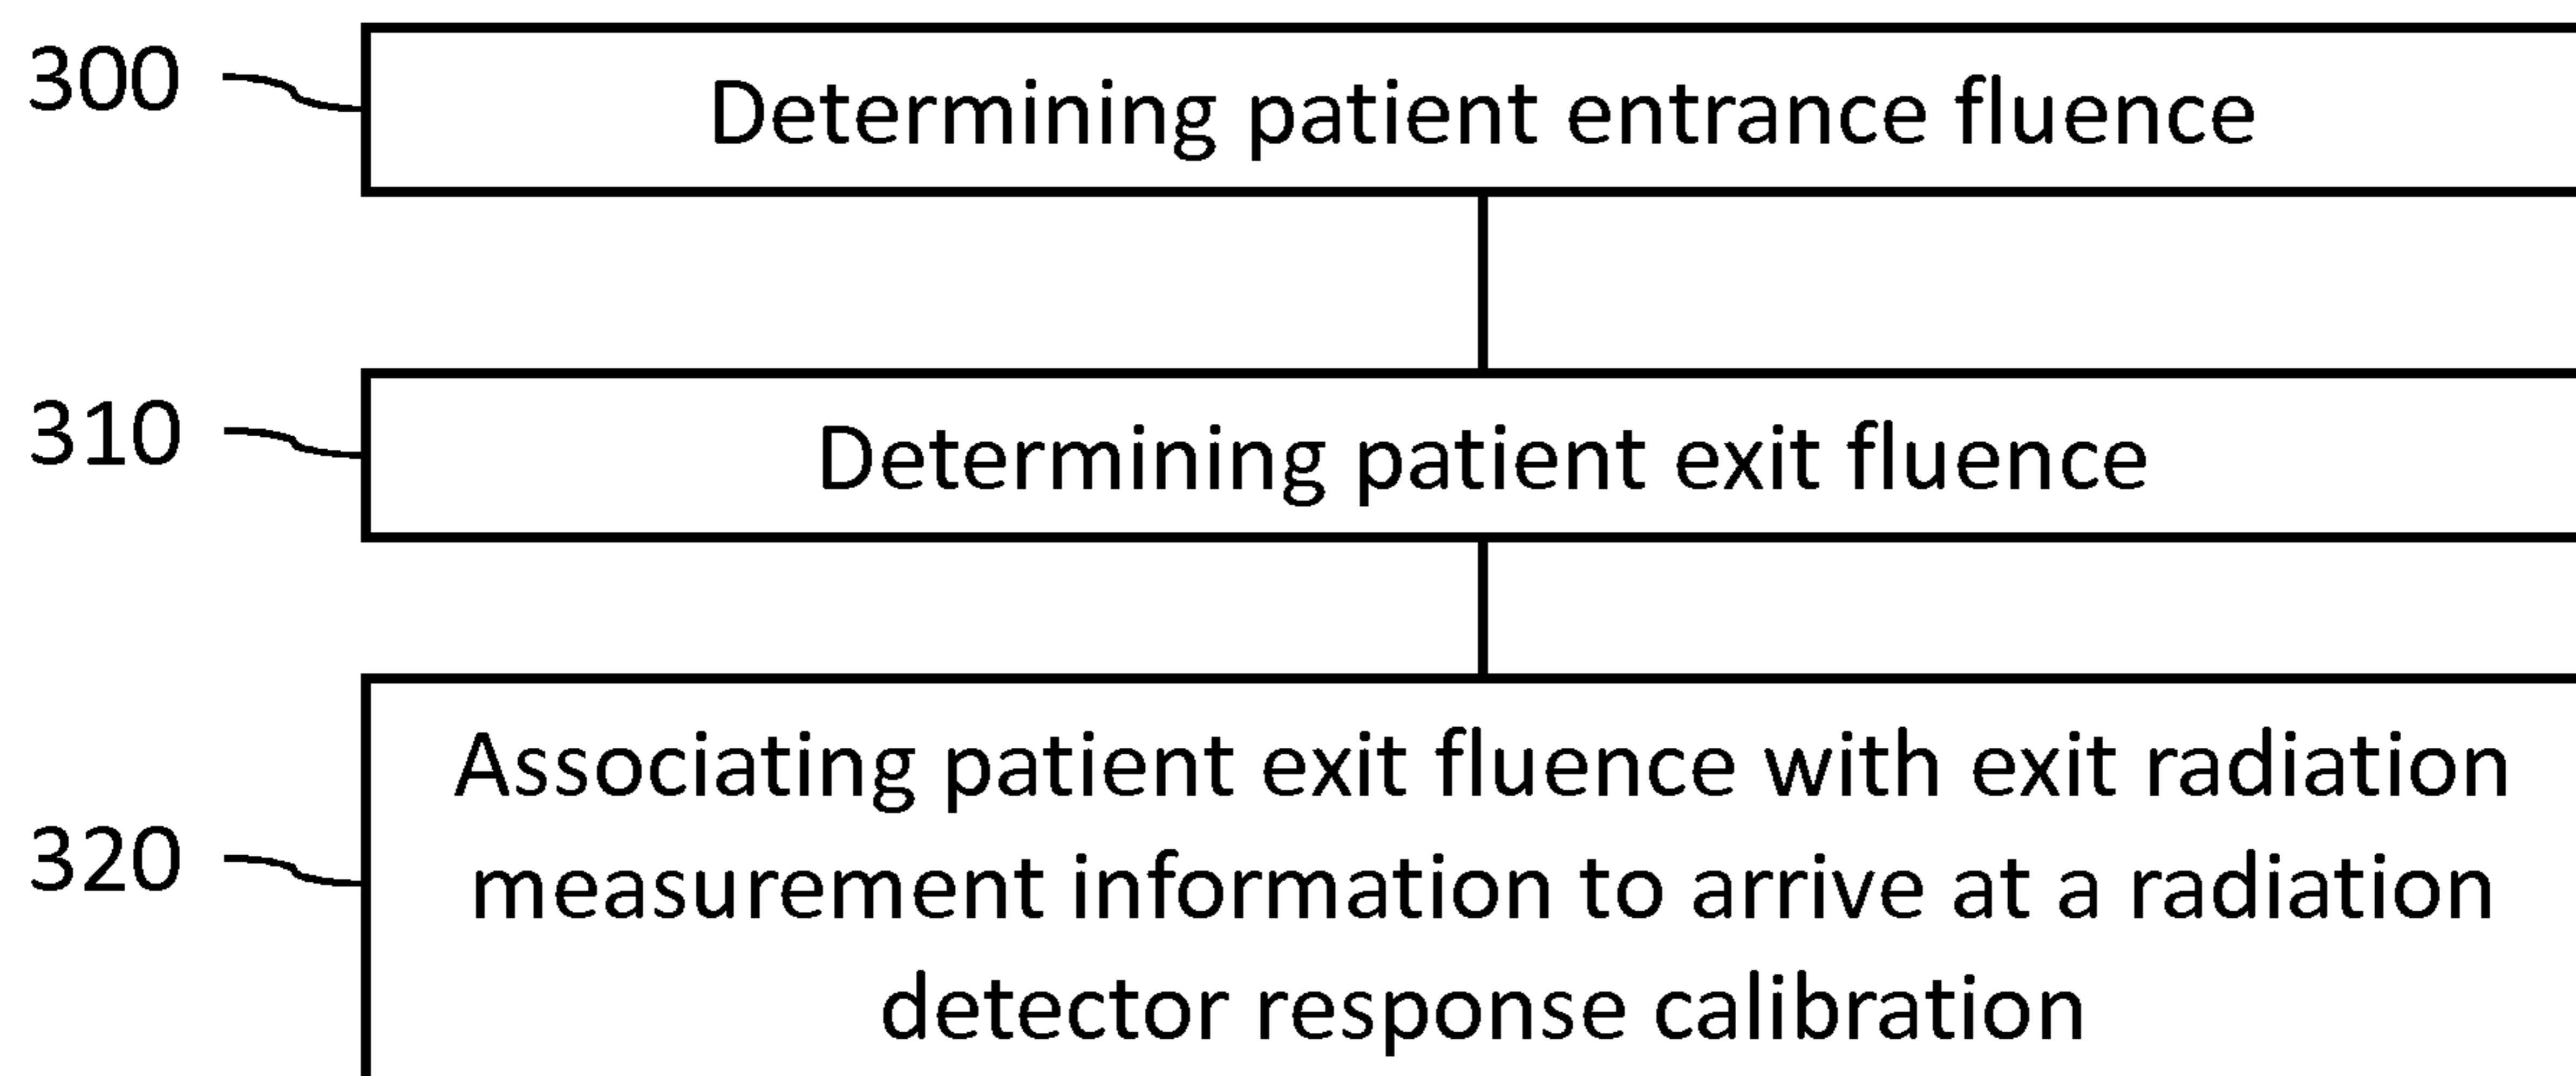 300
Determining patient entrance fluence
310
Determining patient exit fluence
Associating patient exit fluence with exit radiation
320
measurement information to arrive at a radiation
detector response calibration